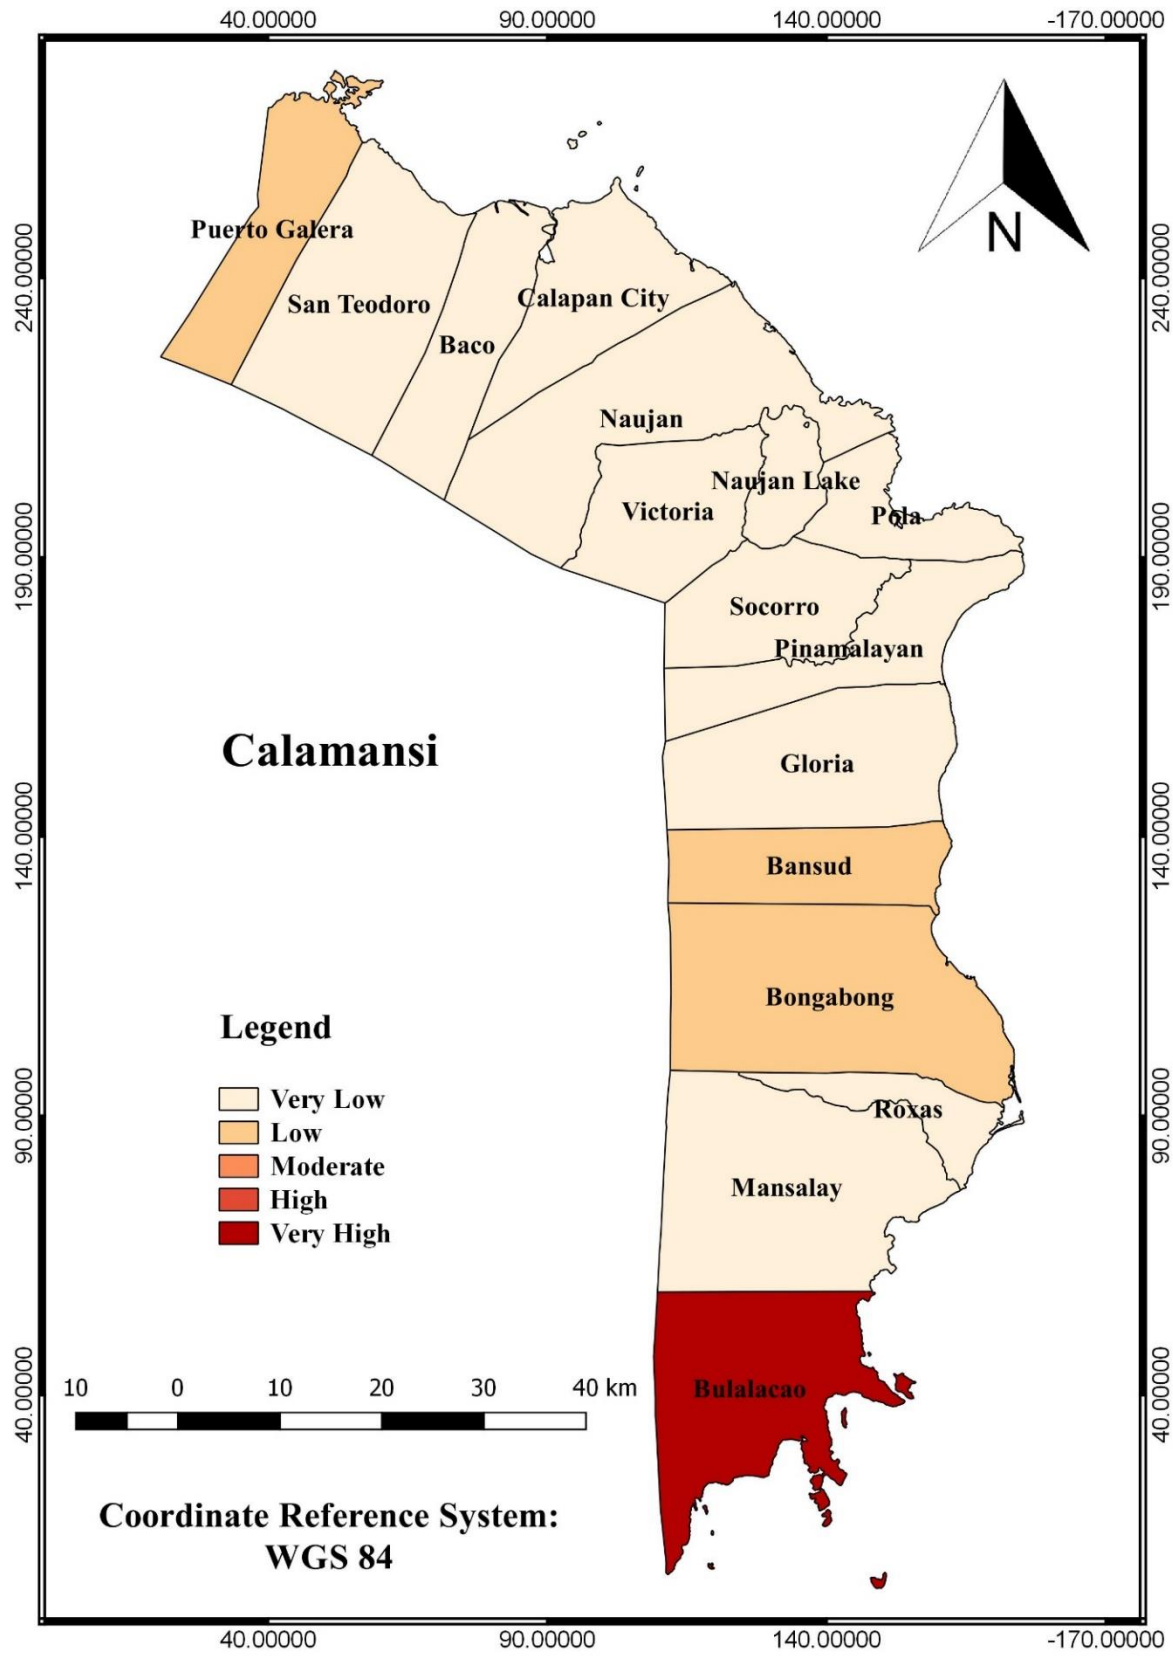 40.00000 90.00000 140.00000 -170.00000
N
240.00000 240.00000
Puerto Galera
San Teodoro
Calapan City
Baco
Naujan
Naujan Lake
Victoria
Pola
190.00000 190.00000
Socorro
Pinamalayan
Calamansi
Gloria
140.00000 140.00000
Bansud
Bongabong
Legend
Very Low
Low
Moderate
High
Very High
90.00000 90.00000
Roxas
Mansalay
Bulalacao
40.00000 40.00000
10 0 10 20 30 40 km
Coordinate Reference System:
WGS 84
40.00000 90.00000 140.00000 -170.00000